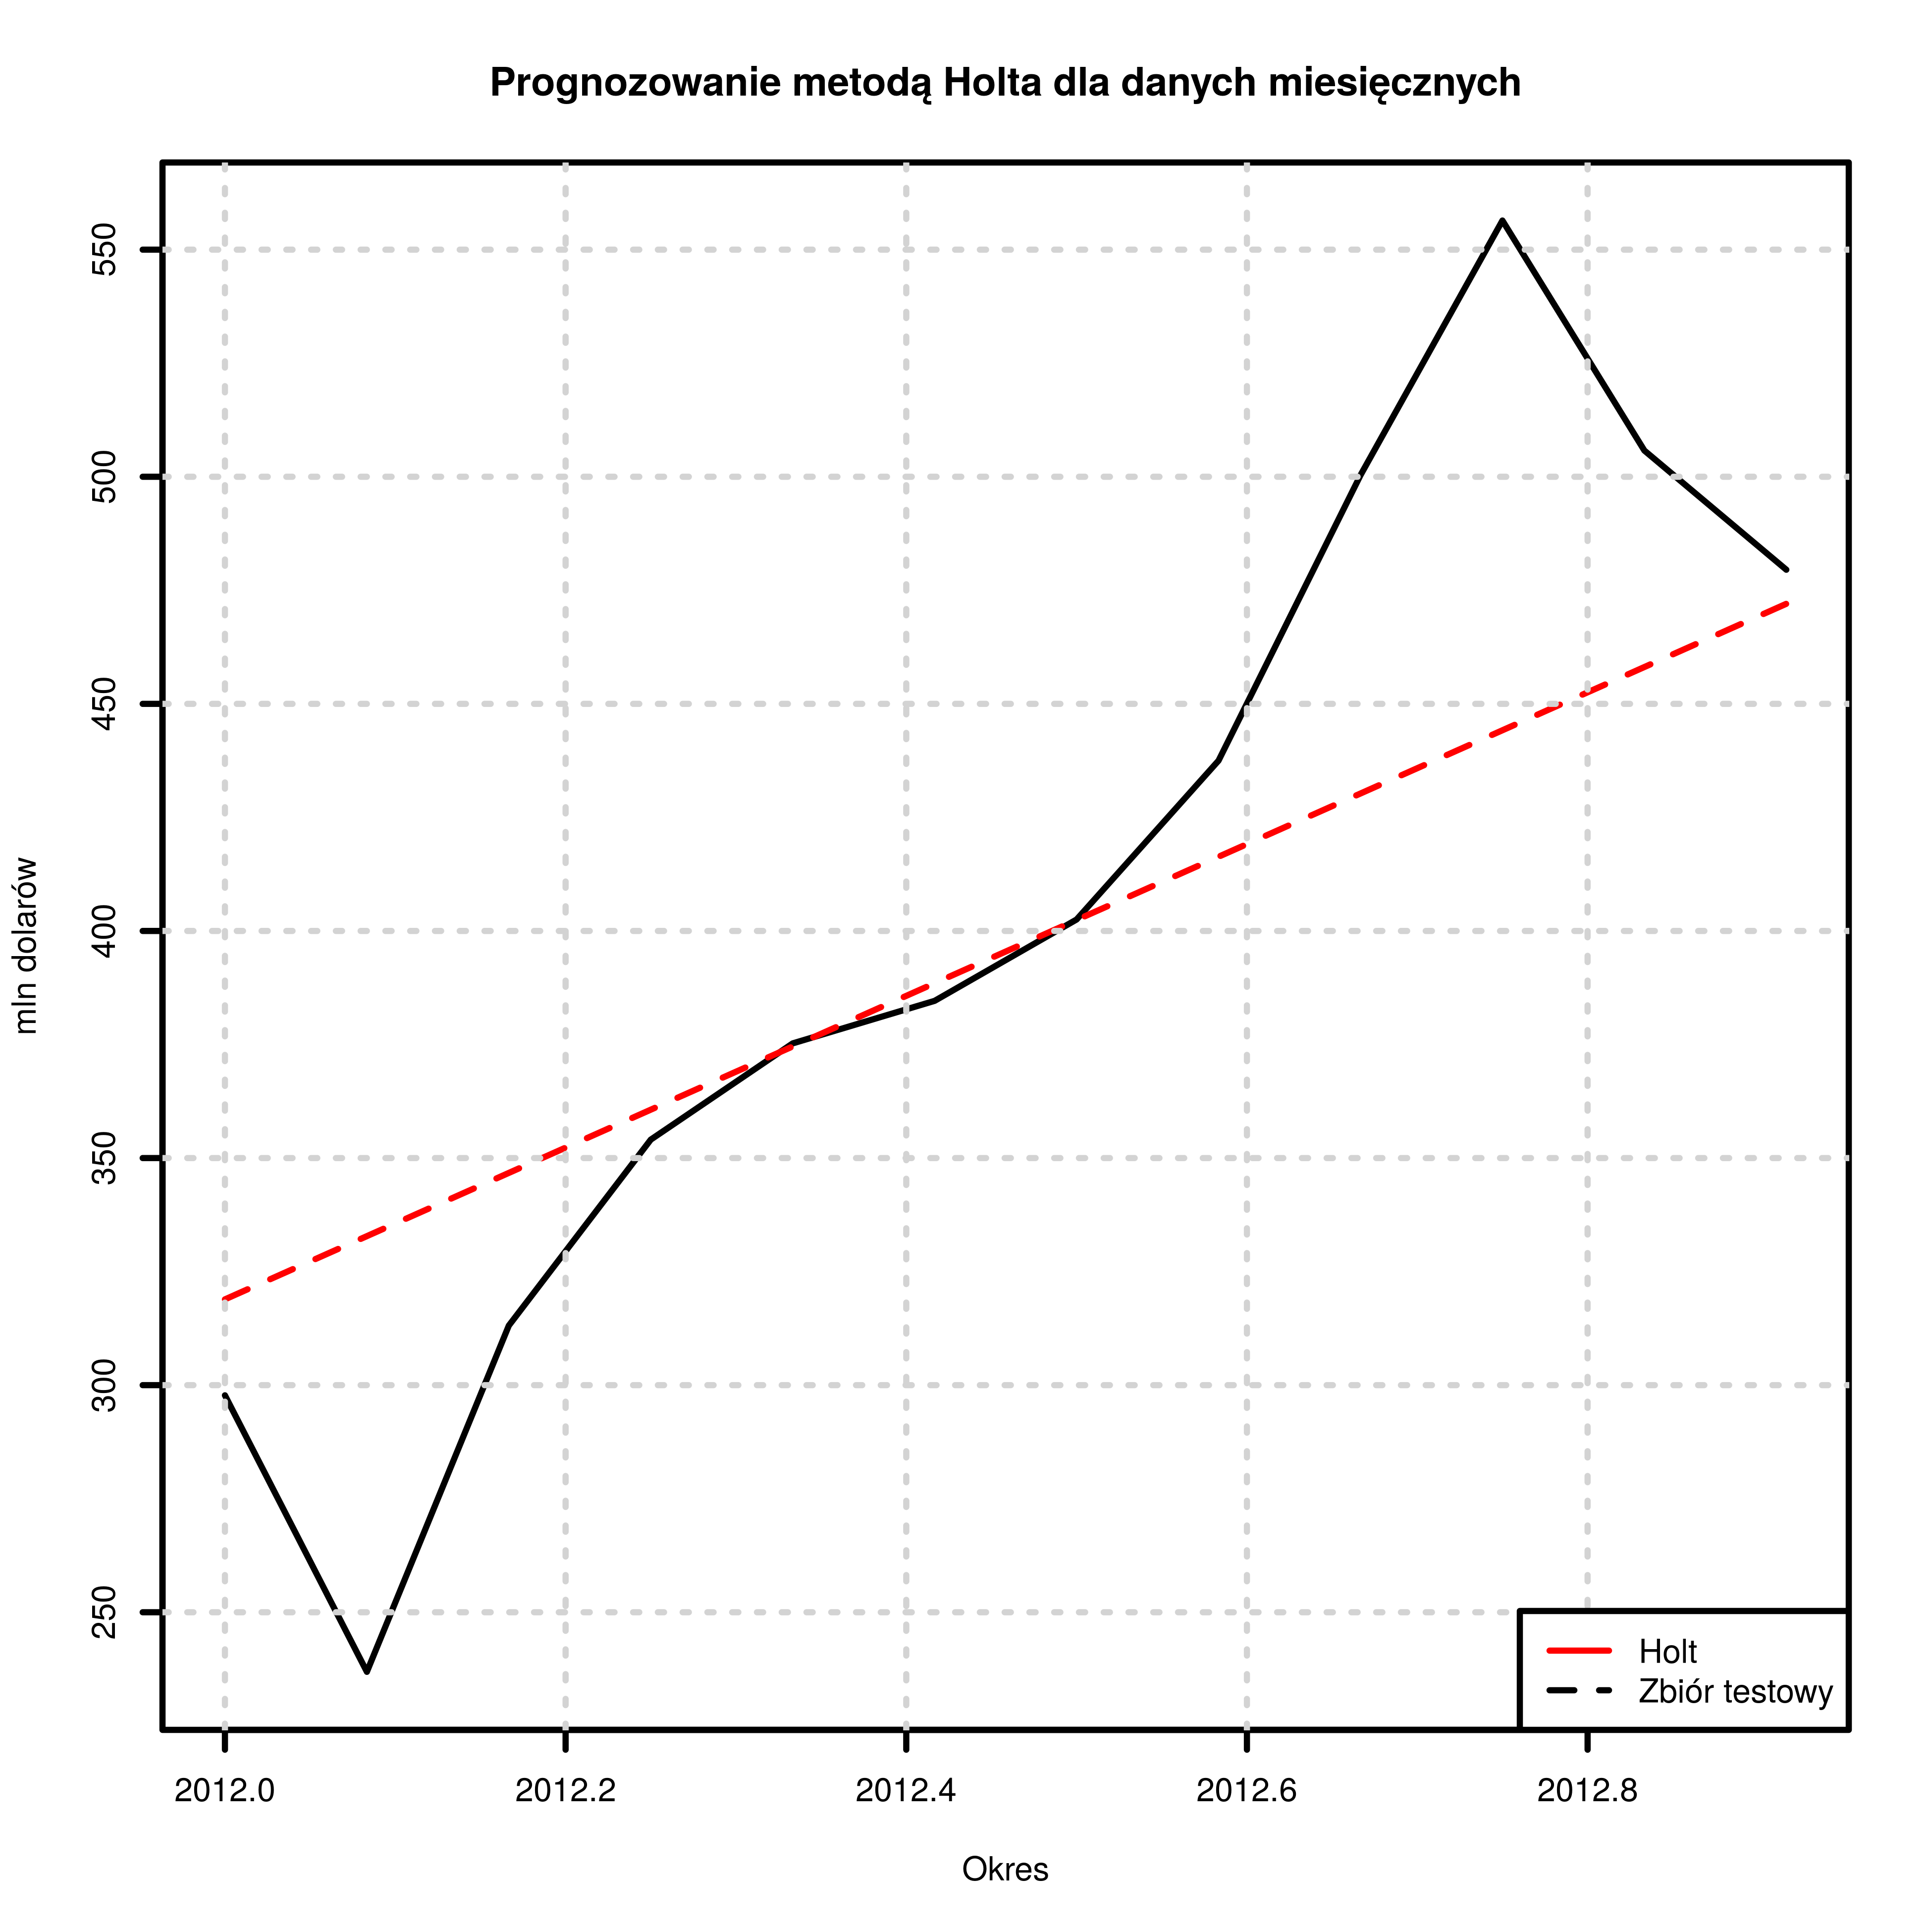 Prognozowanie metodą Holta dla danych miesięcznych
mln dolarów
550
500
450
400
350
300
250
Holt
Zbiór testowy
2012.0 2012.2 2012.4 2012.6 2012.8
Okres